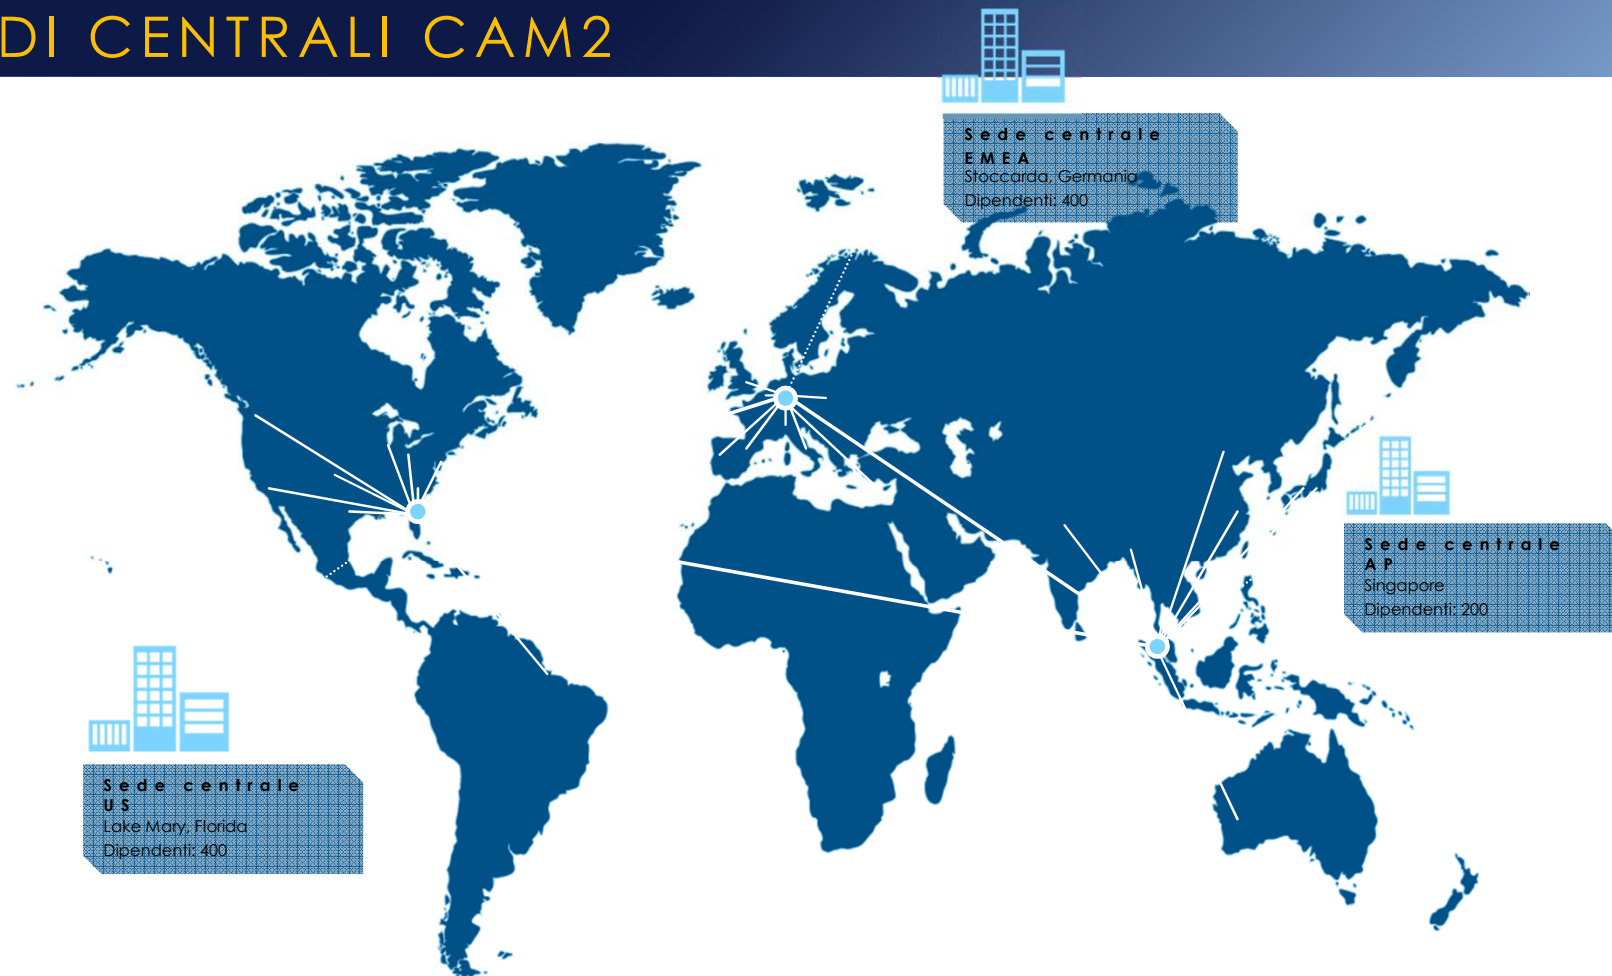 DI CENTRALI CAM2
Sede centrale
EMEA
Stoccarda, Germania
Dipendenti: 400
Sede centrale
AP
Singapore
Dipendenti: 200
Sede centrale
US
Lake Mary, Florida
Dipendenti: 400